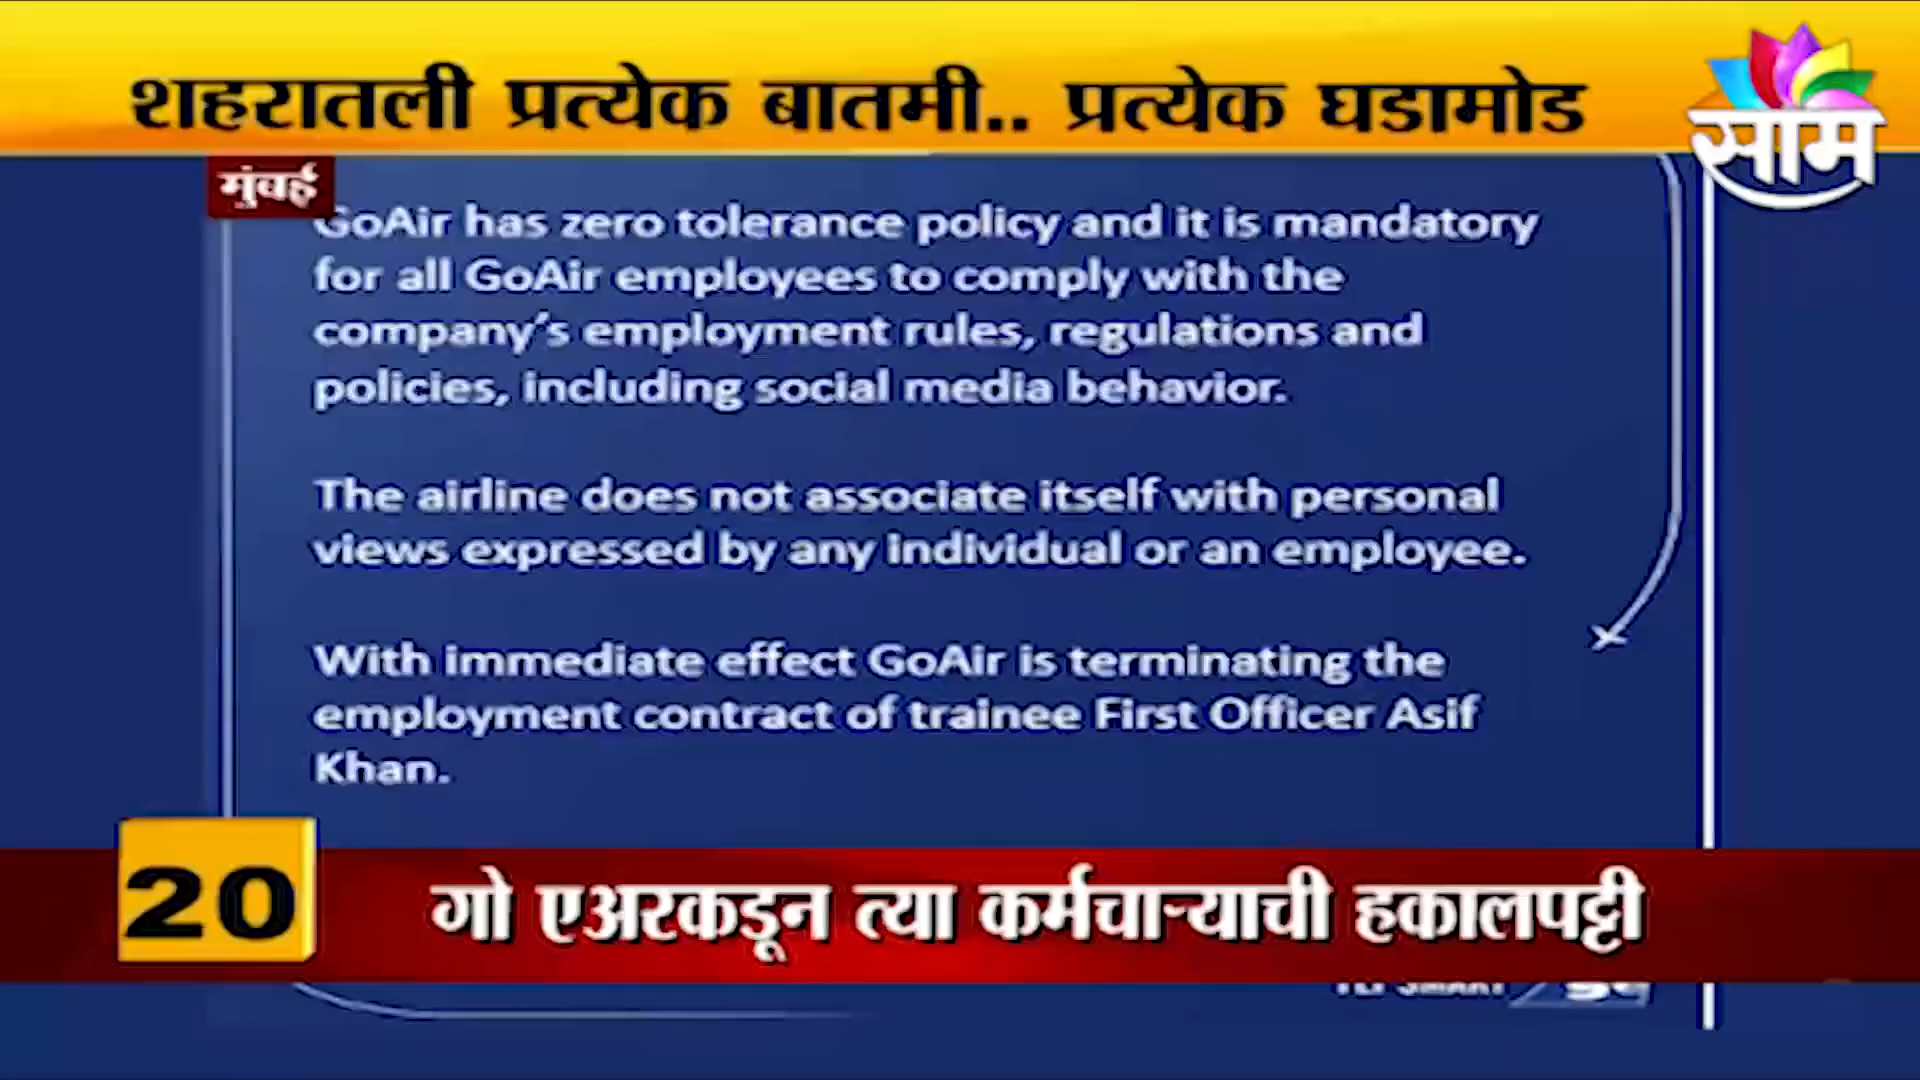 शहरातली प्रत्येक बातमी.. प्रत्येक घडामोड
साम
मुंबई
GoAir has zero tolerance policy and it is mandatory
for all GoAir employees to comply with the
company's employment rules, regulations and
policies, including social media behavior.
The airline does not associate itself with personal
views expressed by any individual or an employee.
With immediate effect GoAir is terminating the
employment contract of trainee First Officer Asif
Khan.
20
गो एअरकडून त्या कर्मचाऱ्याची हकालपट्टी
FLY SMART